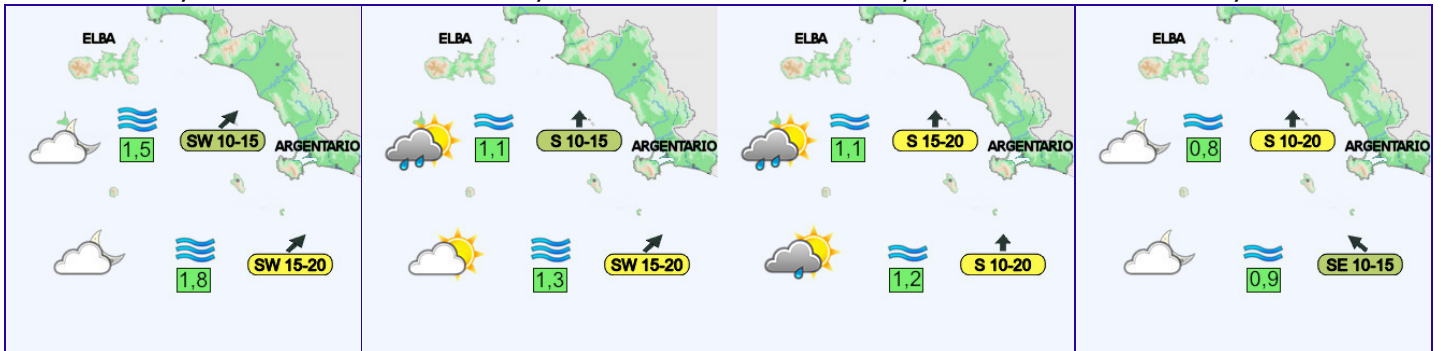 ELBA
1,5 SW 10-15
ARGENTARIO
1,8 SW 15-20
ELBA
1,1 S 10-15
ARGENTARIO
1,3 SW 15-20
ELBA
1,1 S 15-20
ARGENTARIO
1,2 S 10-20
ELBA
0,8 S 10-20
ARGENTARIO
0,9 SE 10-15